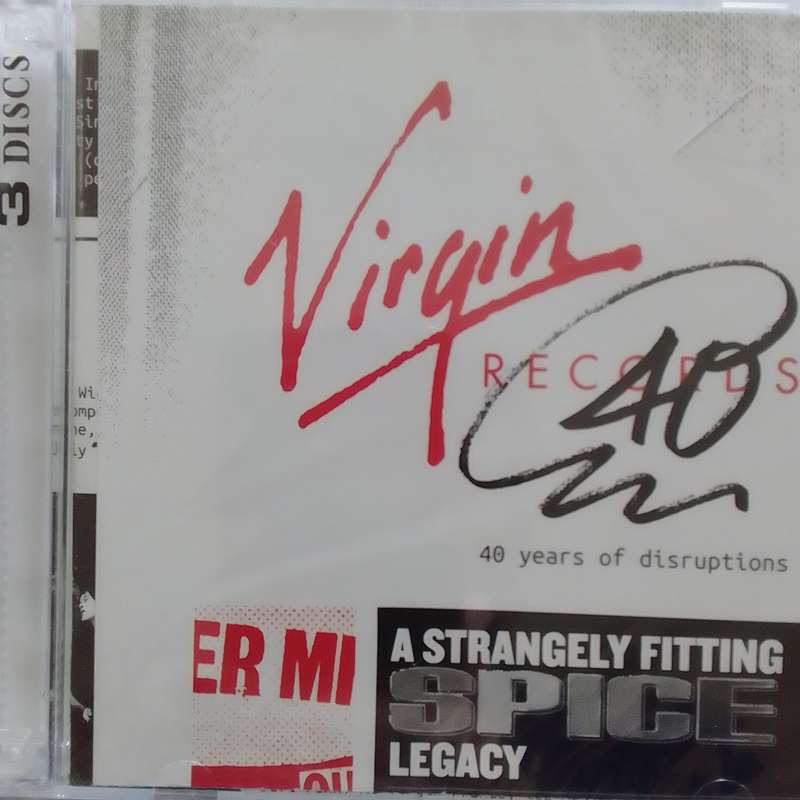 3 DISCS
Virgin
RECORDS
40
40 years of disruptions
ER MI
A STRANGELY FITTING
SPICE
LEGACY